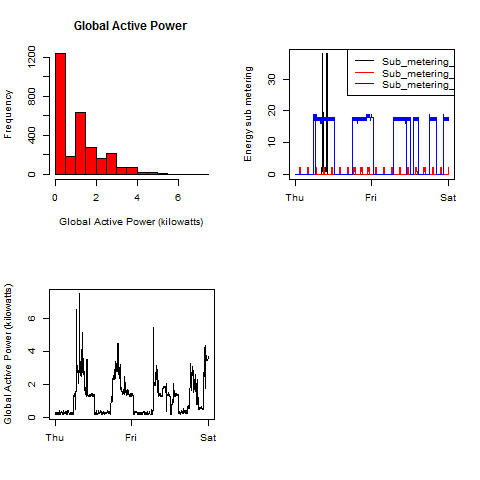 Global Active Power
Frequency
0 400 800 1200
0 2 4 6
Global Active Power (kilowatts)
Energy sub metering
0 10 20 30
Sub_metering_
Sub_metering_
Sub_metering_
Thu Fri Sat
Global Active Power (kilowatts)
0 2 4 6
Thu Fri Sat